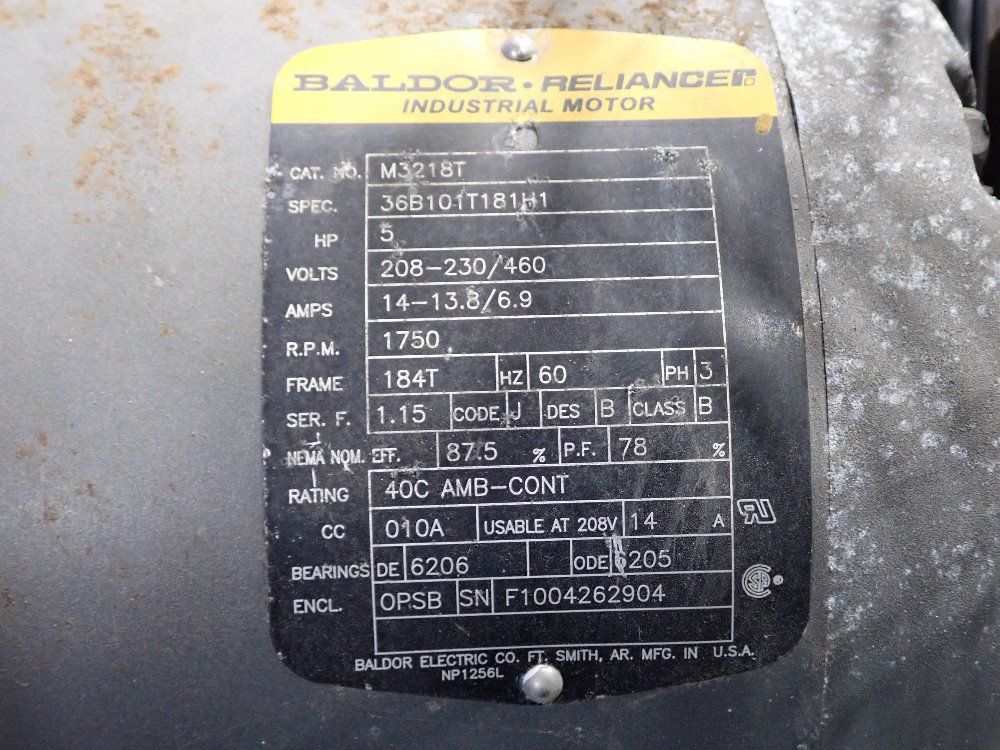 BALDOR • RELIANCE
INDUSTRIAL MOTOR
CAT. NO. M3218T
SPEC. 36B101T181H1
HP 5
VOLTS 208-230/460
AMPS 14-13.8/6.9
R.P.M. 1750
FRAME 184T HZ 60 PH 3
SER. F. 1.15 CODE J DES B CLASS B
NEMA NOM. EFF. 87.5 % P.F. 78 %
RATING 40C AMB-CONT
CC 010A USABLE AT 208V 14 A
BEARINGS DE 6206 ODE 6205
ENCL. OPSB SN F1004262904
BALDOR ELECTRIC CO. FT. SMITH, AR. MFG. IN U.S.A.
NP1256L